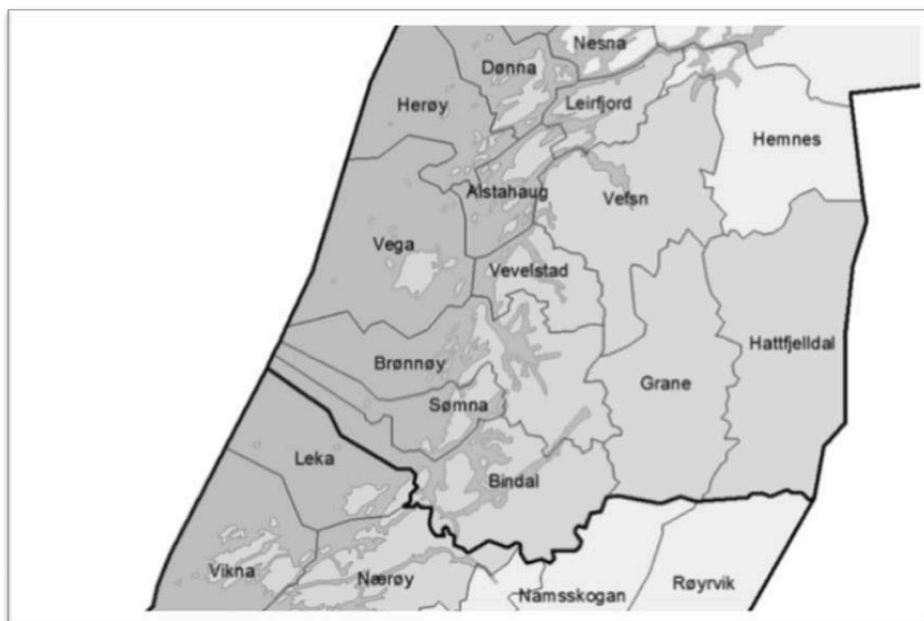 Nesna
Dønna
Herøy
Leirfjord
Hemnes
Alstahaug
Vefsn
Vega
Vevelstad
Brønnøy
Hattfjelldal
Grane
Sømna
Leka
Bindal
Vikna
Nærøy
Namsskogan
Røyrvik